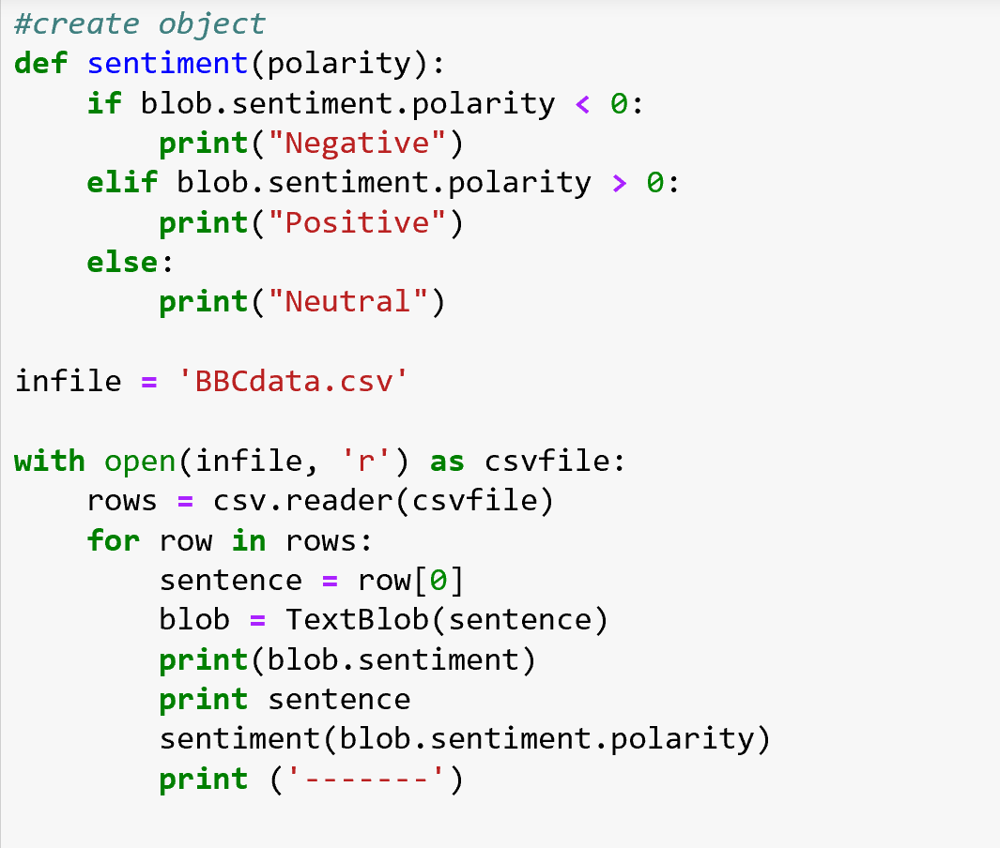 #create object
def sentiment(polarity):
    if blob.sentiment.polarity < 0:
        print("Negative")
    elif blob.sentiment.polarity > 0:
        print("Positive")
    else:
        print("Neutral")

infile = 'BBCdata.csv'

with open(infile, 'r') as csvfile:
    rows = csv.reader(csvfile)
    for row in rows:
        sentence = row[0]
        blob = TextBlob(sentence)
        print(blob.sentiment)
        print sentence
        sentiment(blob.sentiment.polarity)
        print ('-------')